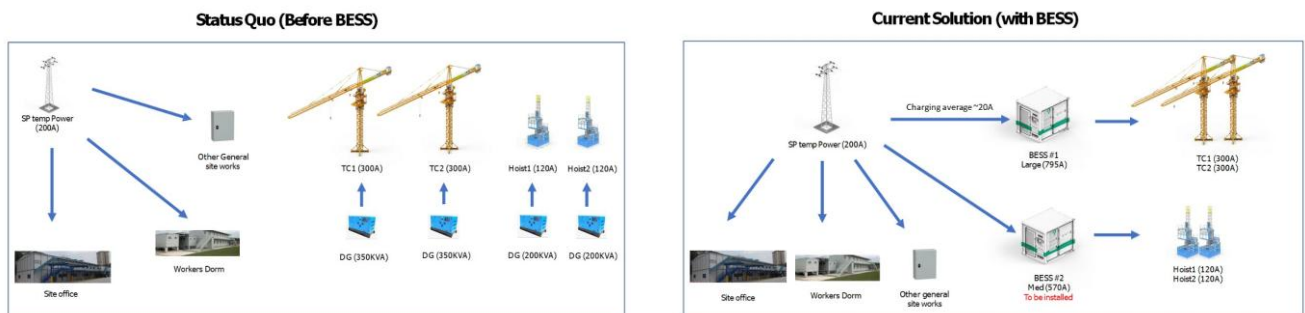 Status Quo (Before BESS)
SP temp Power
(200A)
Other General
site works
Site office
Workers Dorm
TC1 (300A)
TC2 (300A)
Hoist1 (120A)
Hoist2 (120A)
DG (350KVA)
DG (350KVA)
DG (200KVA)
DG (200KVA)
Current Solution (with BESS)
SP temp Power (200A)
Charging average ~20A
BESS #1
Large (795A)
TC1 (300A)
TC2 (300A)
Site office
Workers Dorm
Other general
site works
BESS #2
Med (570A)
To be installed
Hoist1 (120A)
Hoist2 (120A)